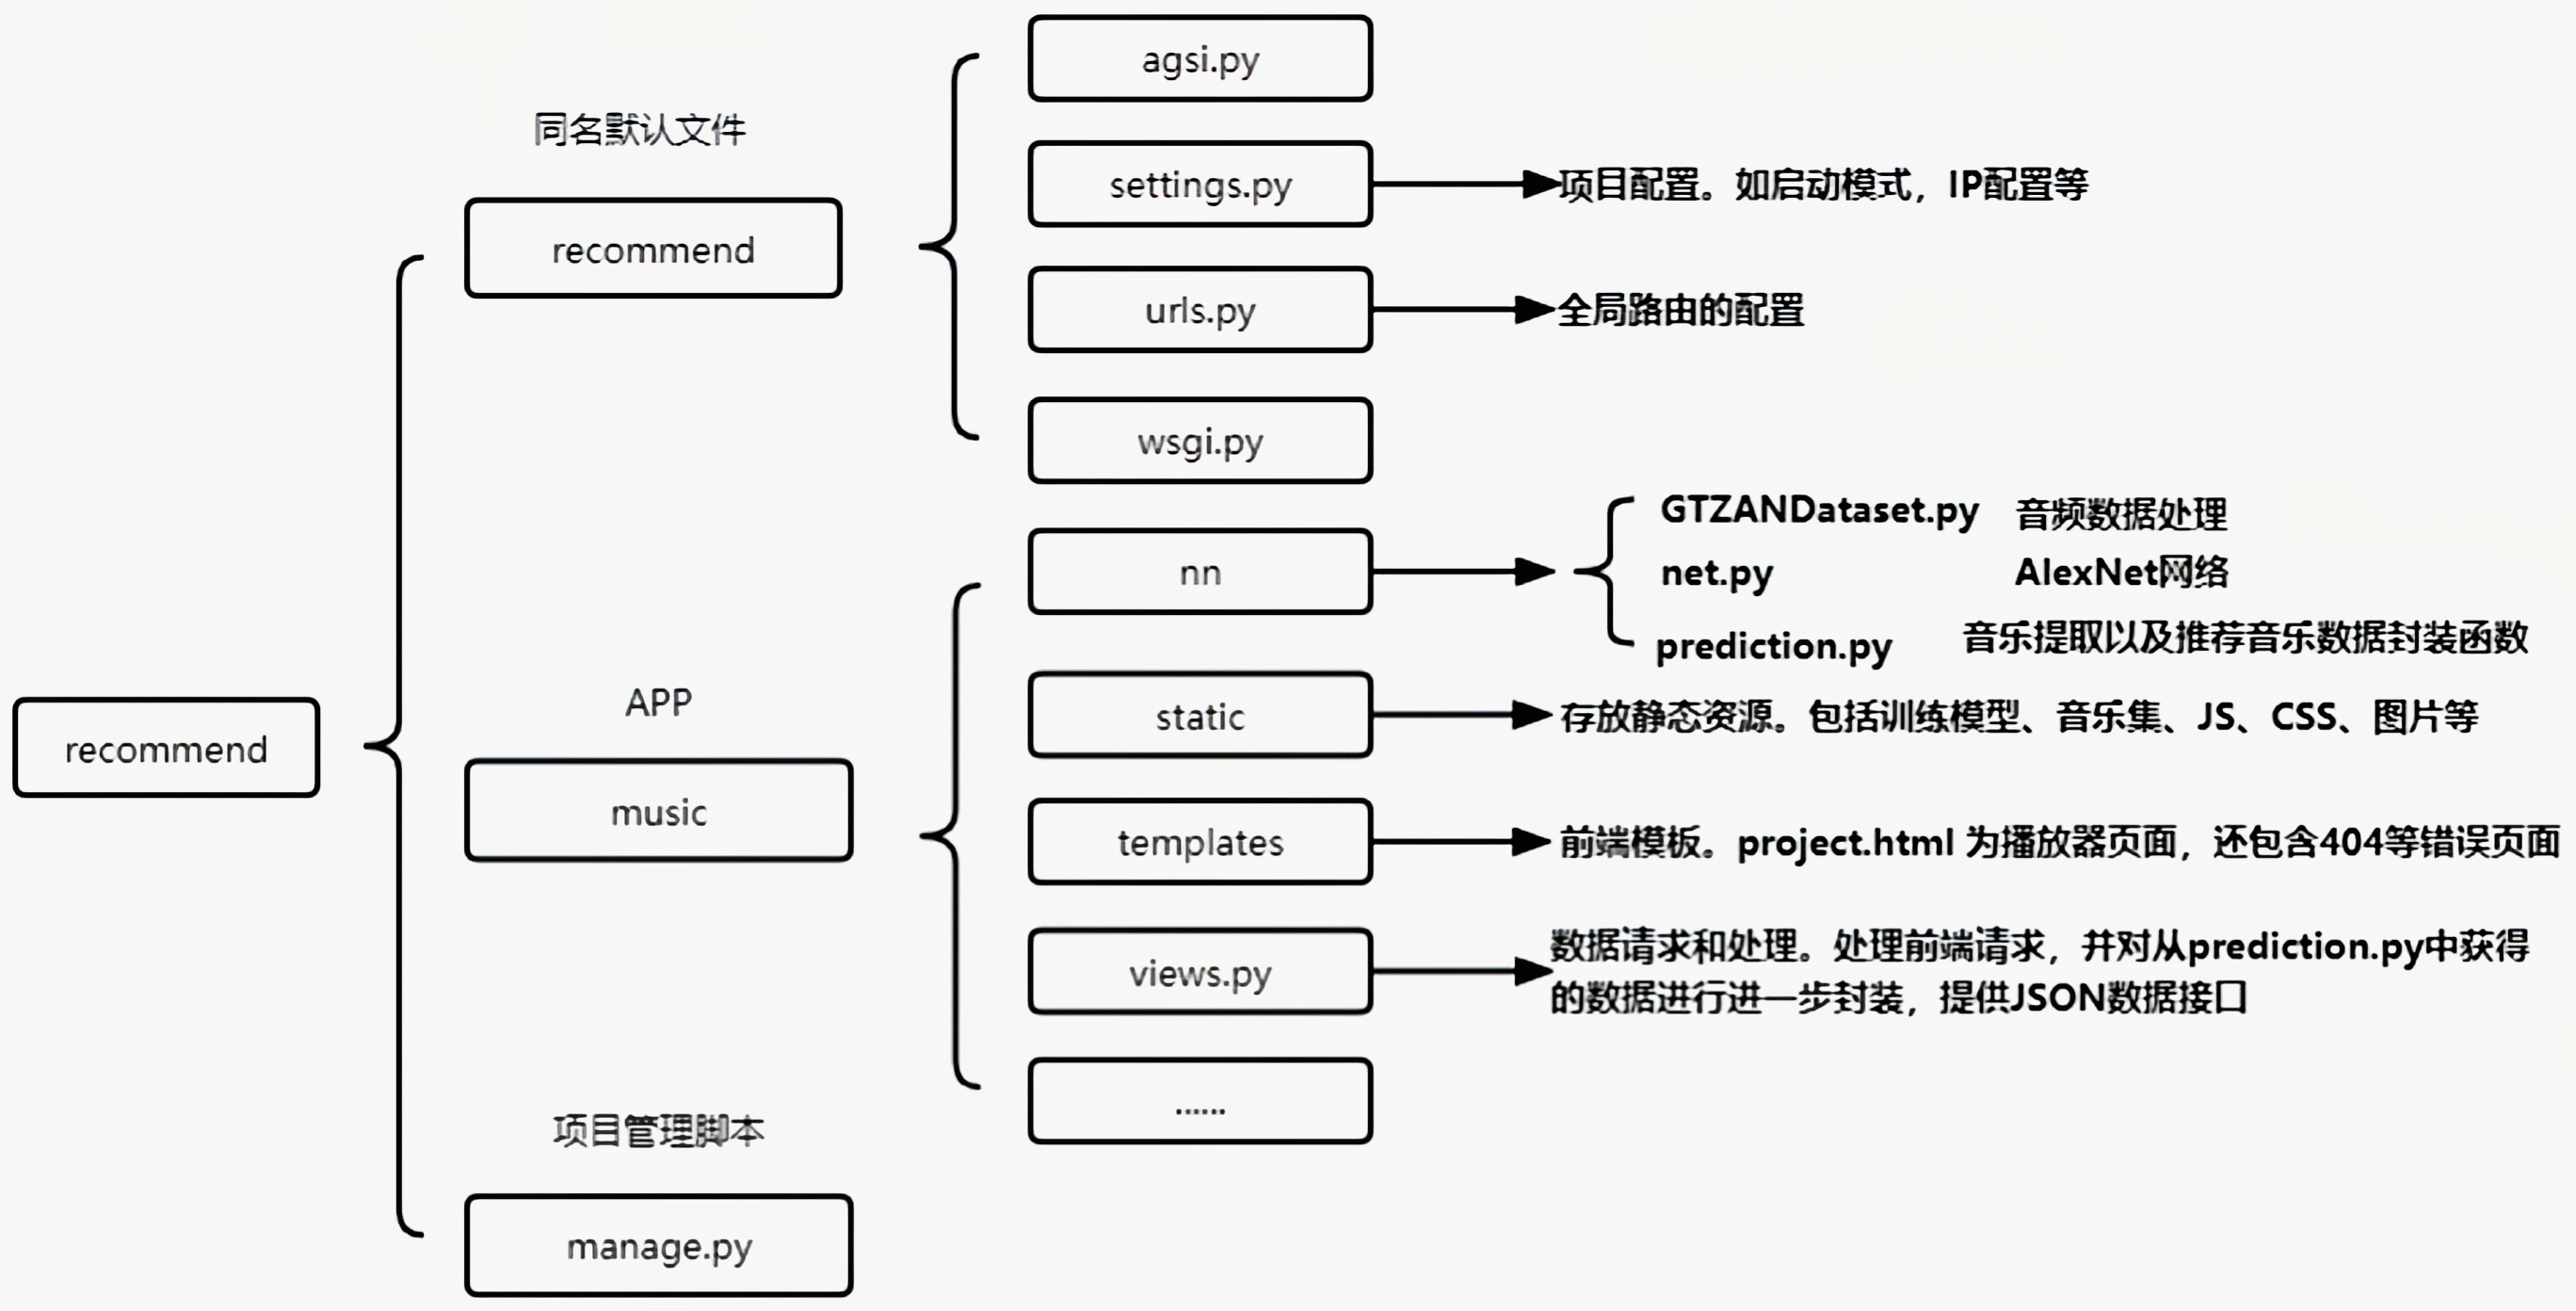 agsi.py
同名默认文件
settings.py
项目配置。如启动模式，IP配置等
recommend
urls.py
全局路由的配置
wsgi.py
nn
GTZANDataset.py 音频数据处理
net.py AlexNet网络
prediction.py 音乐提取以及推荐音乐数据封装函数
recommend
APP
music
static
存放静态资源。包括训练模型、音乐集、JS、CSS、图片等
templates
前端模板。project.html 为播放器页面，还包含404等错误页面
views.py
数据请求和处理。处理前端请求，并对从prediction.py中获得
的数据进行进一步封装，提供JSON数据接口
......
项目管理脚本
manage.py